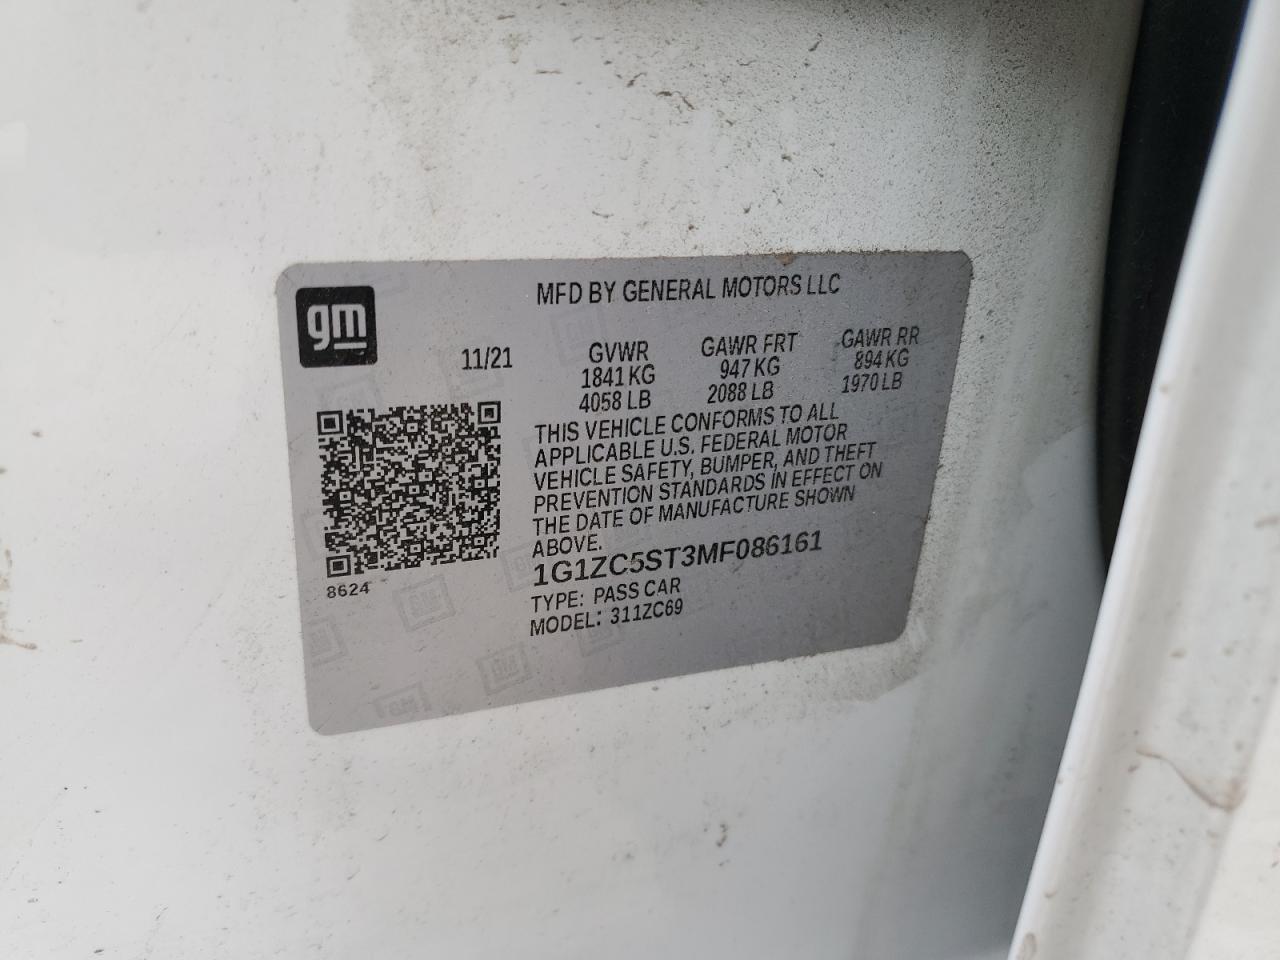 MFD BY GENERAL MOTORS LLC
gm
11/21 GVWR GAWR FRT GAWR RR
1841 KG 947 KG 894 KG
4058 LB 2088 LB 1970 LB
THIS VEHICLE CONFORMS TO ALL
APPLICABLE U.S. FEDERAL MOTOR
VEHICLE SAFETY, BUMPER, AND THEFT
PREVENTION STANDARDS IN EFFECT ON
THE DATE OF MANUFACTURE SHOWN
ABOVE.
1G1ZC5ST3MF086161
8624
TYPE: PASS CAR
MODEL: 311ZC69